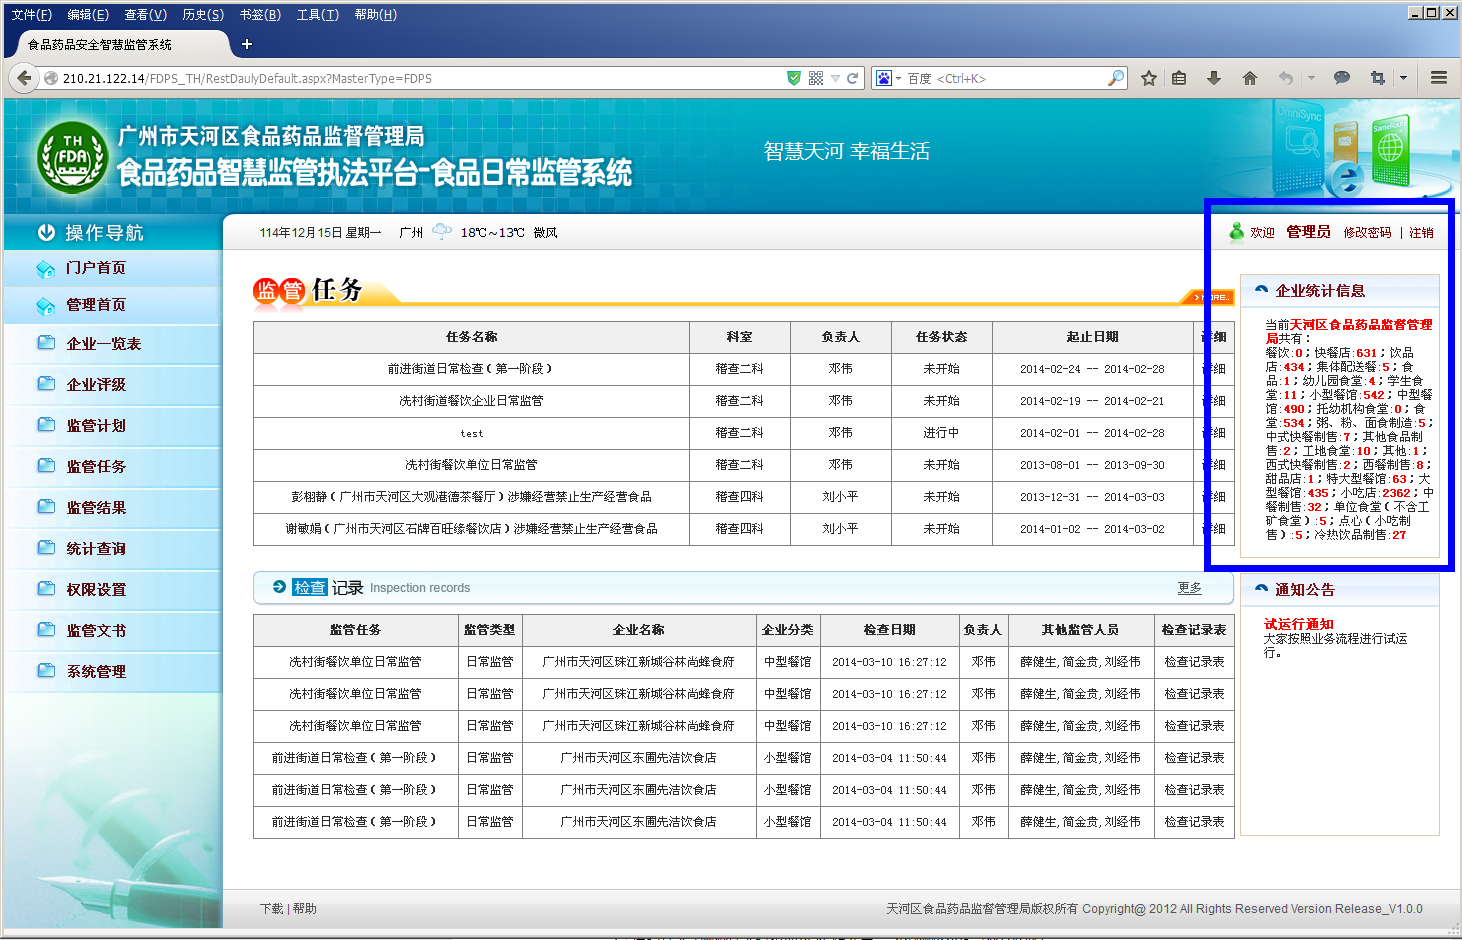 文件(F) 编辑(E) 查看(V) 历史(S) 书签(B) 工具(T) 帮助(H)
食品药品安全智慧监管系统
210.21.122.14/FDPS_TH/RestDaulyDefault.aspx?MasterType=FDPS
百度 <Ctrl+K>
TH
FDA
广州市天河区食品药品监督管理局
食品药品智慧监管执法平台-食品日常监管系统
智慧天河 幸福生活
OmniSync
操作导航
114年12月15日 星期一 广州 18℃~13℃ 微风
欢迎 管理员 修改密码 | 注销
门户首页
管理首页
企业一览表
企业评级
监管计划
监管任务
监管结果
统计查询
权限设置
监管文书
系统管理
监管任务
MORE..
任务名称 科室 负责人 任务状态 起止日期 详细
前进街道日常检查(第一阶段) 稽查二科 邓伟 未开始 2014-02-24 -- 2014-02-28 详细
冼村街道餐饮企业日常监管 稽查二科 邓伟 未开始 2014-02-19 -- 2014-02-21 详细
test 稽查二科 邓伟 进行中 2014-02-01 -- 2014-02-28 详细
冼村街餐饮单位日常监管 稽查二科 邓伟 未开始 2013-08-01 -- 2013-09-30 详细
彭栩静(广州市天河区大观港德茶餐厅)涉嫌经营禁止生产经营食品 稽查四科 刘小平 未开始 2013-12-31 -- 2014-03-03 详细
谢敏娟(广州市天河区石牌百旺缘餐饮店)涉嫌经营禁止生产经营食品 稽查四科 刘小平 未开始 2014-01-02 -- 2014-03-02 详细
企业统计信息
当前天河区食品药品监督管理
局共有：
餐饮:0；快餐店:631；饮品
店:434；集体配送餐:5；食
品:1；幼儿园食堂:4；学生食
堂:11；小型餐馆:542；中型餐
馆:490；托幼机构食堂:0；食
堂:534；粥、粉、面食制造:5；
中式快餐制售:7；其他食品制
售:2；工地食堂:10；其他:1；
西式快餐制售:2；西餐制售:8；
甜品店:1；特大型餐馆:63；大
型餐馆:435；小吃店:2362；中
餐制售:32；单位食堂(不含工
矿食堂):5；点心(小吃制
售):5；冷热饮品制售:27
检查 记录 Inspection records 更多
监管任务 监管类型 企业名称 企业分类 检查日期 负责人 其他监管人员 检查记录表
冼村街餐饮单位日常监管 日常监管 广州市天河区珠江新城谷林尚蜂食府 中型餐馆 2014-03-10 16:27:12 邓伟 薛健生,简金贵,刘经伟 检查记录表
冼村街餐饮单位日常监管 日常监管 广州市天河区珠江新城谷林尚蜂食府 中型餐馆 2014-03-10 16:27:12 邓伟 薛健生,简金贵,刘经伟 检查记录表
冼村街餐饮单位日常监管 日常监管 广州市天河区珠江新城谷林尚蜂食府 中型餐馆 2014-03-10 16:27:12 邓伟 薛健生,简金贵,刘经伟 检查记录表
前进街道日常检查(第一阶段) 日常监管 广州市天河区东圃先洁饮食店 小型餐馆 2014-03-04 11:50:44 邓伟 薛健生,简金贵,刘经伟 检查记录表
前进街道日常检查(第一阶段) 日常监管 广州市天河区东圃先洁饮食店 小型餐馆 2014-03-04 11:50:44 邓伟 薛健生,简金贵,刘经伟 检查记录表
前进街道日常检查(第一阶段) 日常监管 广州市天河区东圃先洁饮食店 小型餐馆 2014-03-04 11:50:44 邓伟 薛健生,简金贵,刘经伟 检查记录表
通知公告
试运行通知
大家按照业务流程进行试运
行。
下载 | 帮助
天河区食品药品监督管理局版权所有 Copyright@ 2012 All Rights Reserved Version Release_V1.0.0